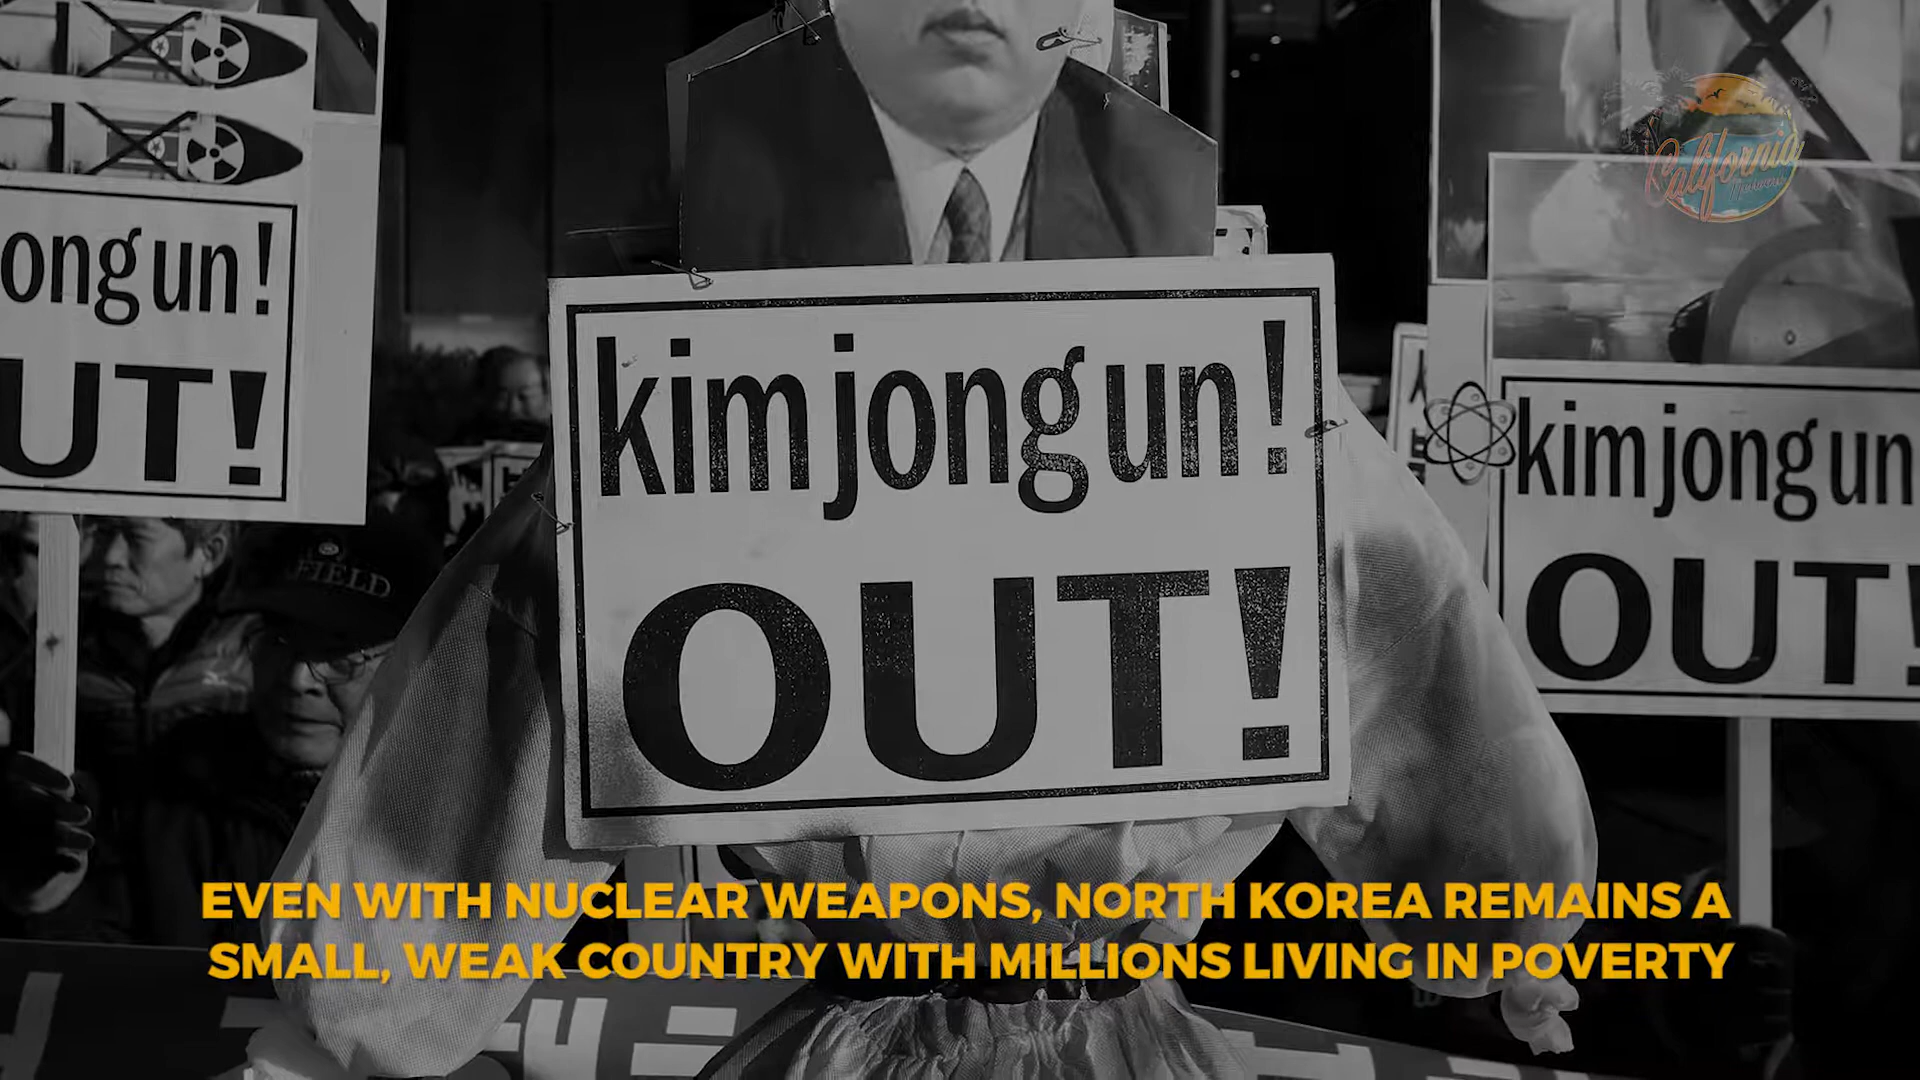 California
ong un!
UT!
kim jong un!
OUT!
FIELD
kim jong un
OUT!
EVEN WITH NUCLEAR WEAPONS, NORTH KOREA REMAINS A
SMALL, WEAK COUNTRY WITH MILLIONS LIVING IN POVERTY